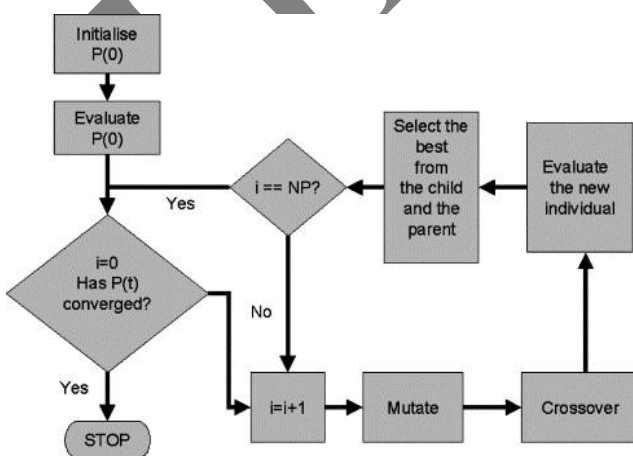 Initialise
P(0)
Evaluate
P(0)
i == NP?
Yes
Select the
best
from
the child
and the
parent
Evaluate
the new
individual
i=0
Has P(t)
converged?
No
Yes
i=i+1
Mutate
Crossover
STOP